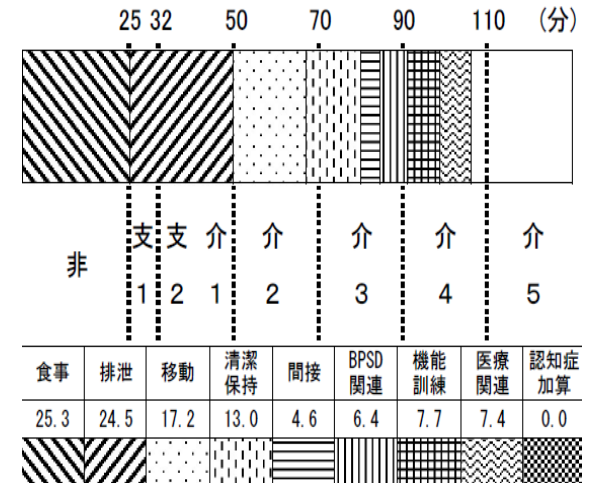 25 32 50 70 90 110 (分)
非 支1 支2 介1 介2 介3 介4 介5
食事 排泄 移動 清潔保持 間接 BPSD関連 機能訓練 医療関連 認知症加算
25.3 24.5 17.2 13.0 4.6 6.4 7.7 7.4 0.0